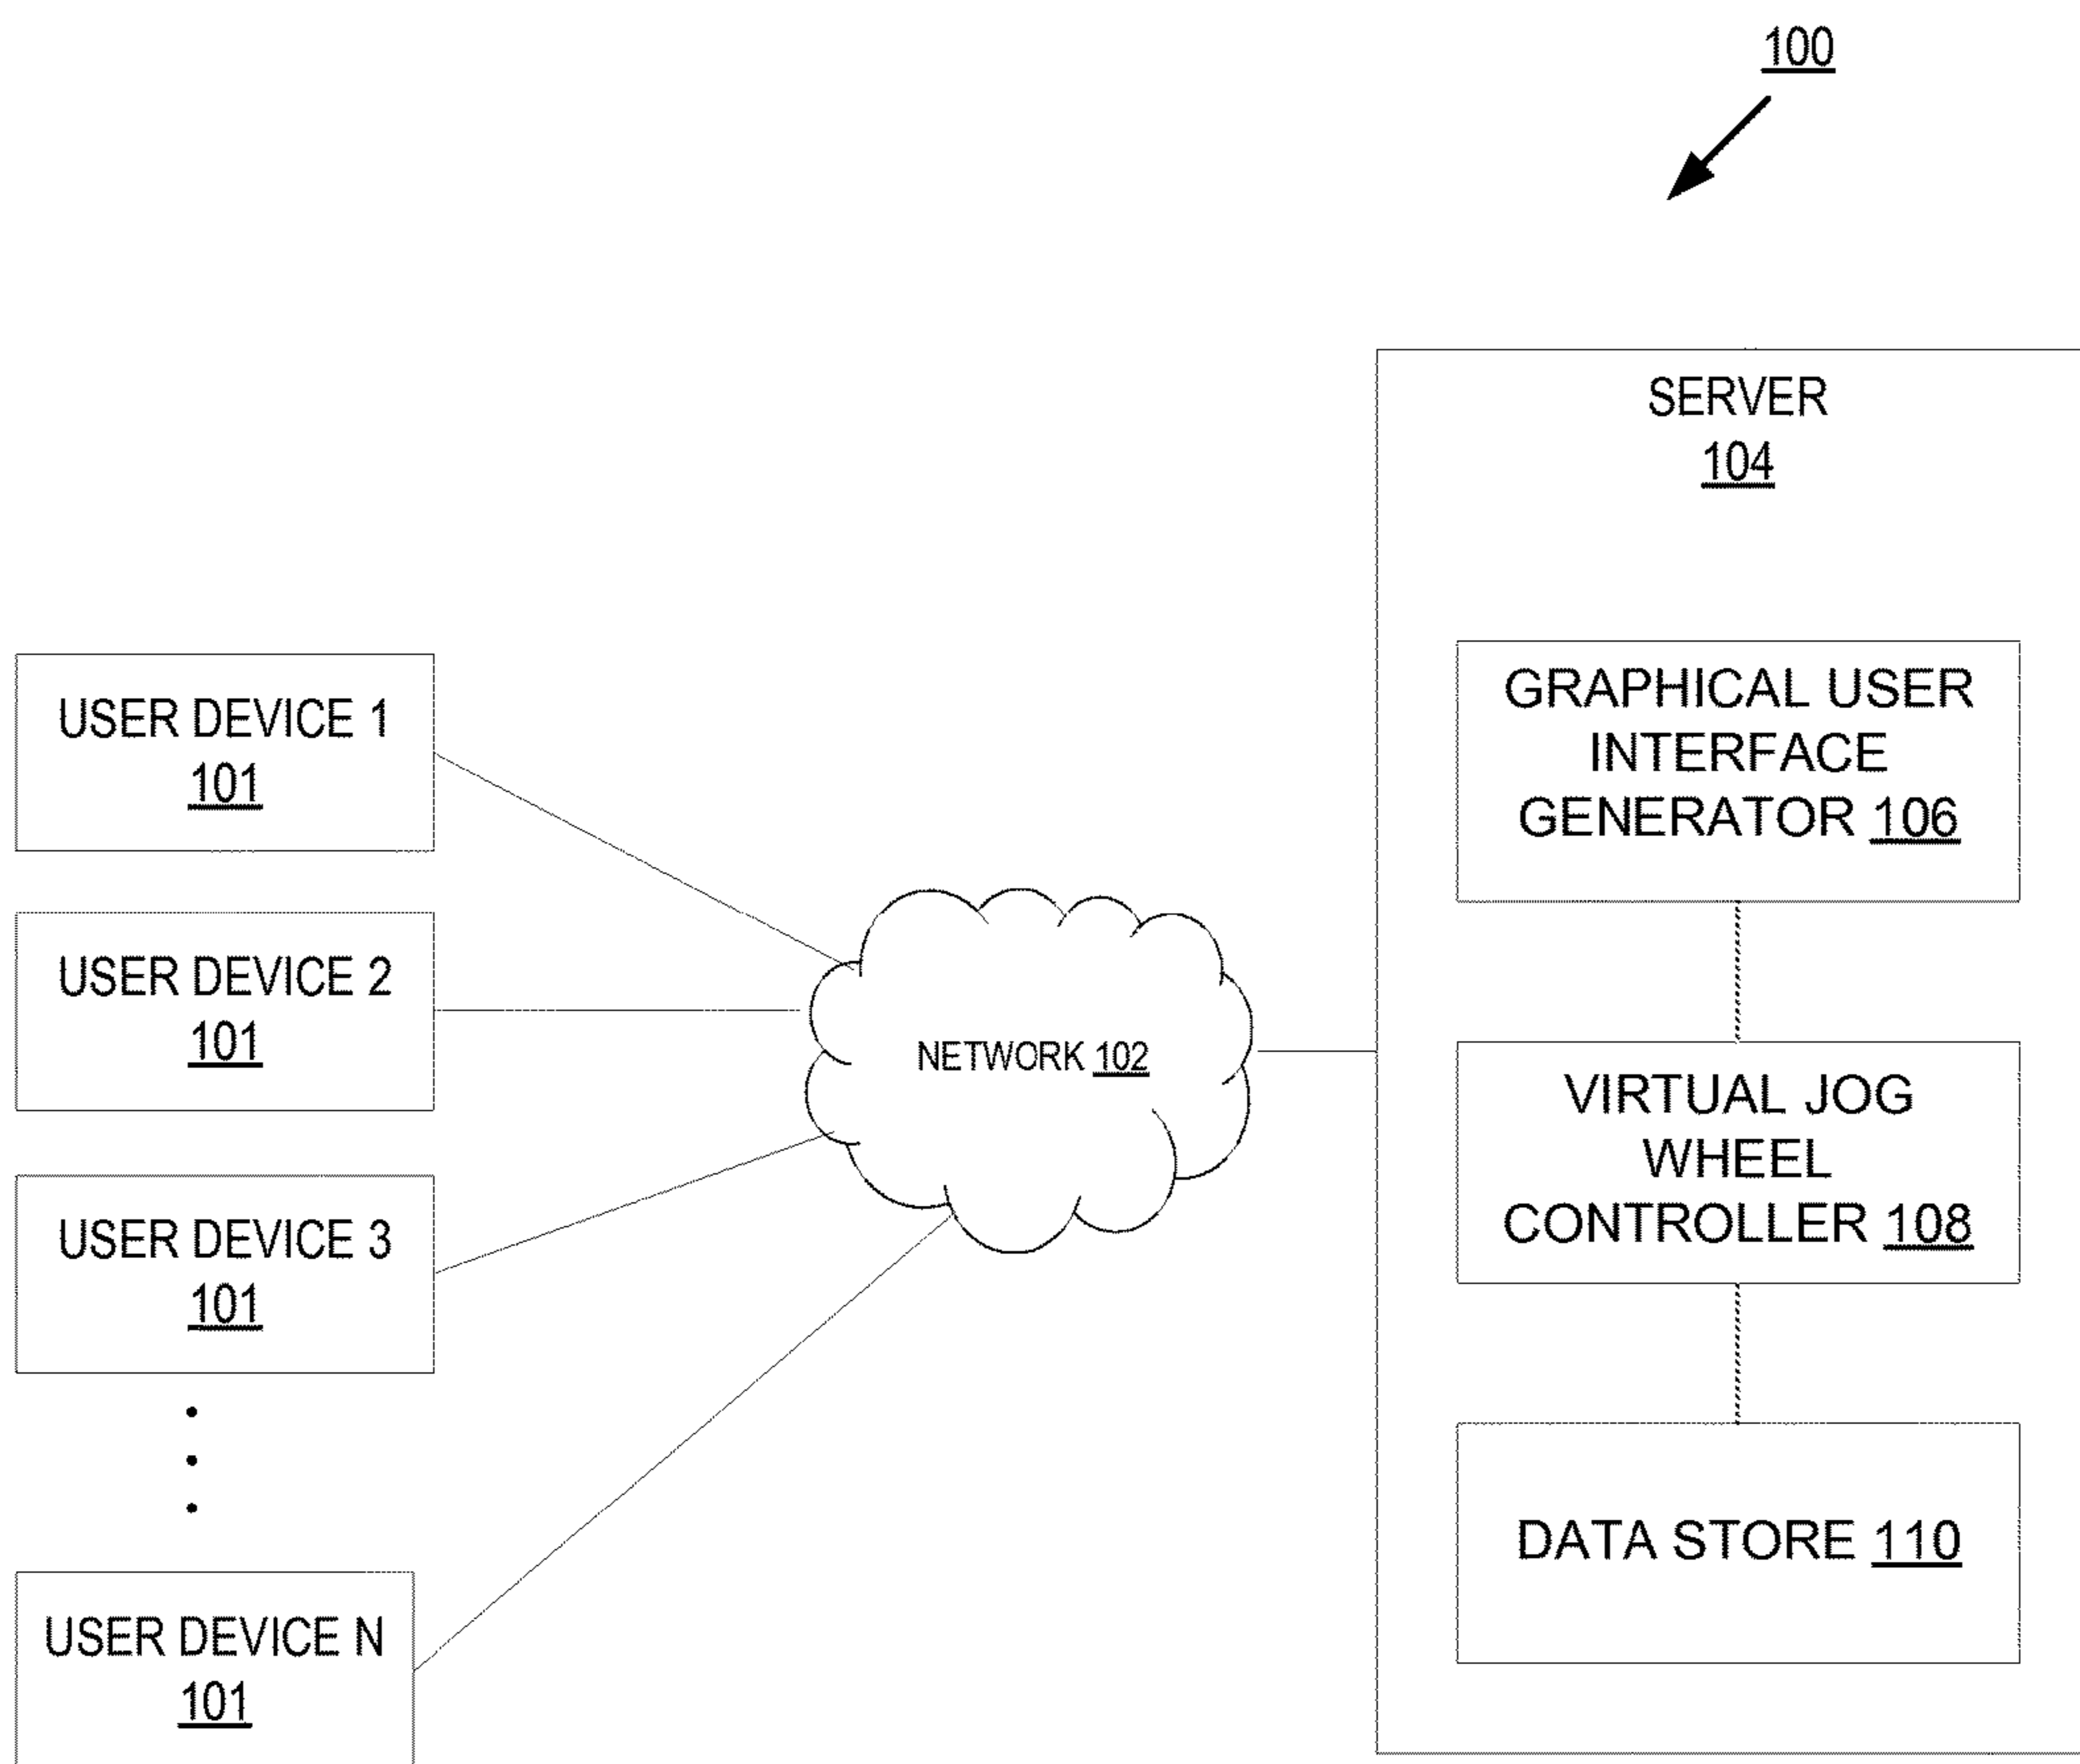 100
SERVER
104
GRAPHICAL USER
INTERFACE
GENERATOR 106
USER DEVICE 1
101
USER DEVICE 2
101
NETWORK 102
VIRTUAL JOG
WHEEL
CONTROLLER 108
USER DEVICE 3
101
DATA STORE 110
USER DEVICE N
101